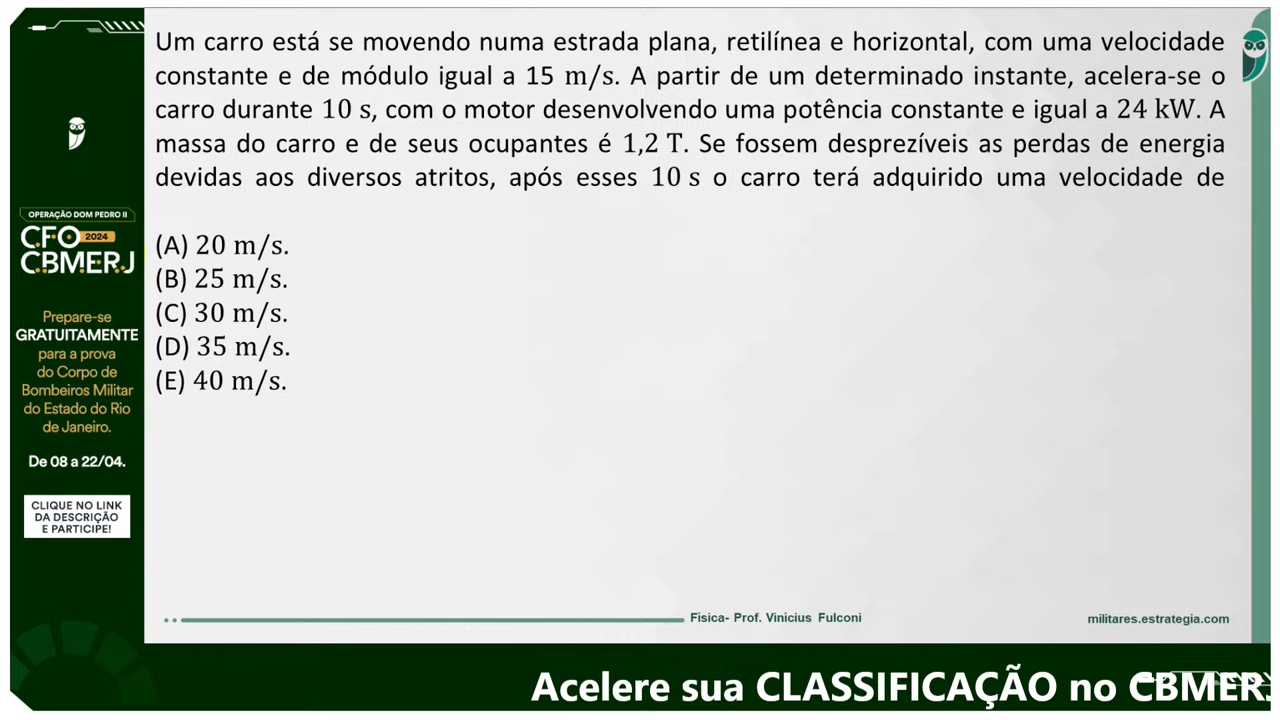 Um carro está se movendo numa estrada plana, retilínea e horizontal, com uma velocidade
constante e de módulo igual a 15 m/s. A partir de um determinado instante, acelera-se o
carro durante 10 s, com o motor desenvolvendo uma potência constante e igual a 24 kW. A
massa do carro e de seus ocupantes é 1,2 T. Se fossem desprezíveis as perdas de energia
devidas aos diversos atritos, após esses 10 s o carro terá adquirido uma velocidade de
(A) 20 m/s.
(B) 25 m/s.
(C) 30 m/s.
(D) 35 m/s.
(E) 40 m/s.
OPERAÇÃO DOM PEDRO II
CFO 2024
CBMERJ
Prepare-se
GRATUITAMENTE
para a prova
do Corpo de
Bombeiros Militar
do Estado do Rio
de Janeiro.
De 08 a 22/04.
CLIQUE NO LINK
DA DESCRIÇÃO
E PARTICIPE!
Física- Prof. Vinícius Fulconi
militares.estrategia.com
Acelere sua CLASSIFICAÇÃO no CBMERJ